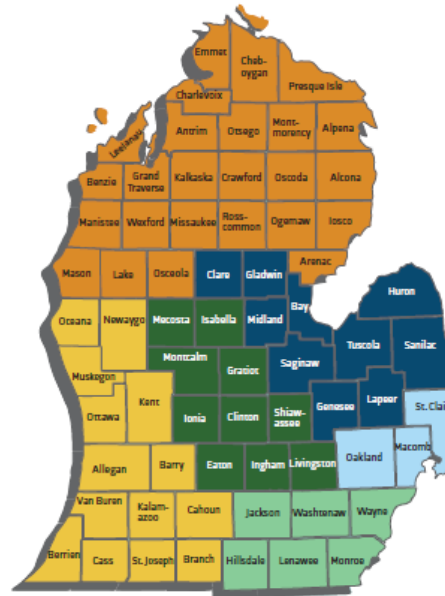 Emmet
Cheb-
oygan
Presque Isle
Charlevoix
Leelanau
Antrim
Otsego
Mont-
morency
Alpena
Benzie
Grand
Traverse
Kalkaska
Crawford
Oscoda
Alcona
Manistee
Wexford
Missaukee
Ross-
common
Ogemaw
Iosco
Mason
Lake
Osceola
Clare
Gladwin
Arenac
Huron
Oceana
Newaygo
Mecosta
Isabella
Midland
Bay
Tuscola
Sanilac
Muskegon
Montcalm
Gratiot
Saginaw
Ottawa
Kent
Ionia
Clinton
Shiaw-
assee
Genesee
Lapeer
St. Clai
Allegan
Barry
Eaton
Ingham
Livingston
Oakland
Macomb
Van Buren
Kalam-
azoo
Cahoun
Jackson
Washtenaw
Wayne
Berrien
Cass
St. Joseph
Branch
Hillsdale
Lenawee
Monroe